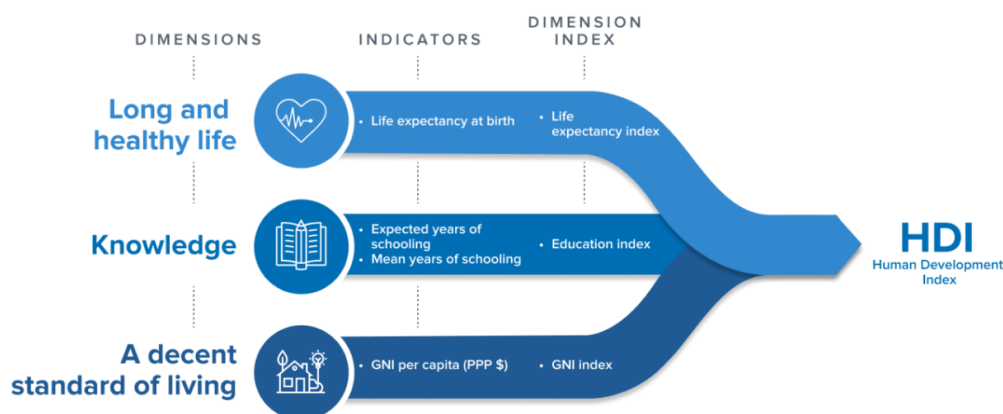 DIMENSIONS
INDICATORS
DIMENSION
INDEX
Long and
healthy life
• Life expectancy at birth
• Life
expectancy index
Knowledge
• Expected years of
schooling
• Mean years of schooling
• Education index
A decent
standard of living
• GNI per capita (PPP $)
• GNI index
HDI
Human Development
Index